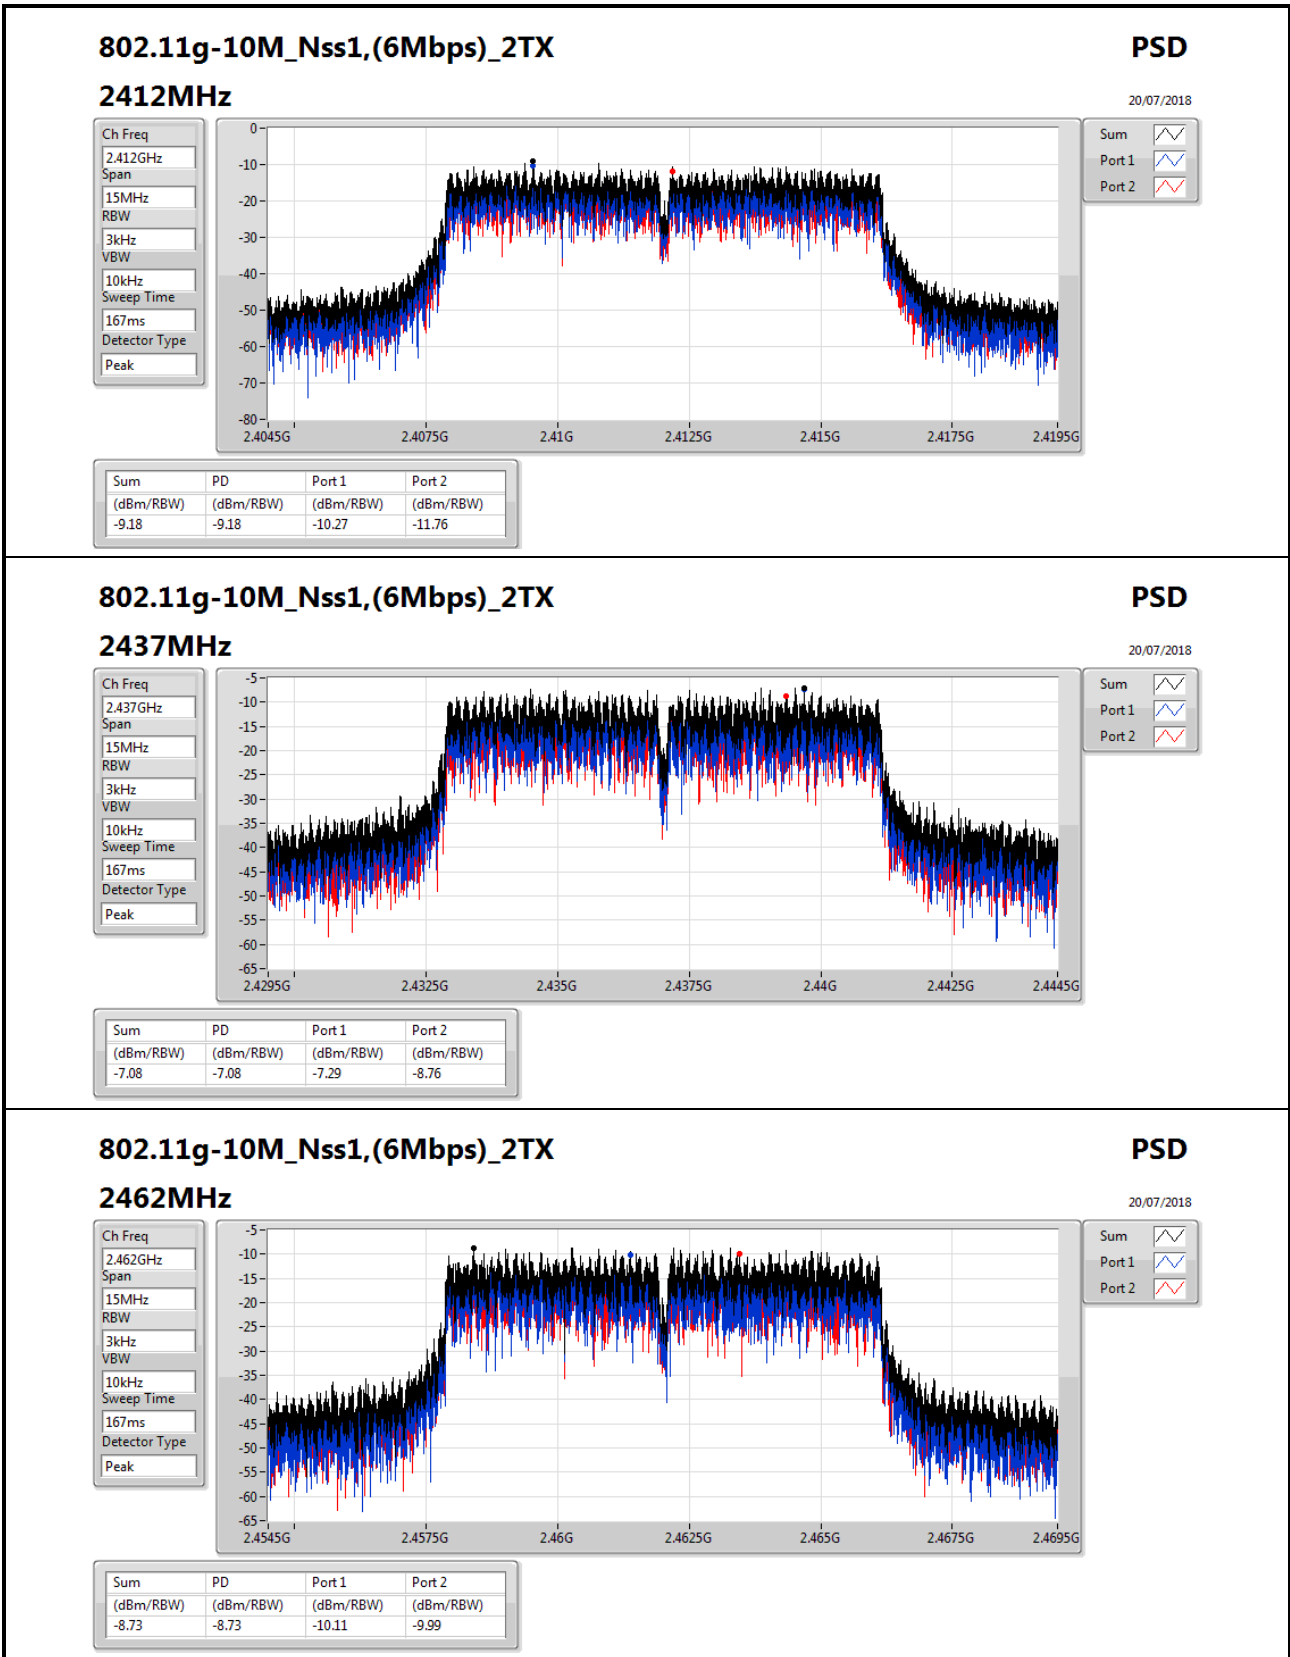 802.11g-10M_Nss1,(6Mbps)_2TX PSD
2412MHz 20/07/2018
Ch Freq
2.412GHz
Span
15MHz
RBW
3kHz
VBW
10kHz
Sweep Time
167ms
Detector Type
Peak
0
-10
-20
-30
-40
-50
-60
-70
-80
2.4045G 2.4075G 2.41G 2.4125G 2.415G 2.4175G 2.4195G
Sum
Port 1
Port 2
Sum PD Port 1 Port 2
(dBm/RBW) (dBm/RBW) (dBm/RBW) (dBm/RBW)
-9.18 -9.18 -10.27 -11.76
802.11g-10M_Nss1,(6Mbps)_2TX PSD
2437MHz 20/07/2018
Ch Freq
2.437GHz
Span
15MHz
RBW
3kHz
VBW
10kHz
Sweep Time
167ms
Detector Type
Peak
-5
-10
-15
-20
-25
-30
-35
-40
-45
-50
-55
-60
-65
2.4295G 2.4325G 2.435G 2.4375G 2.44G 2.4425G 2.4445G
Sum
Port 1
Port 2
Sum PD Port 1 Port 2
(dBm/RBW) (dBm/RBW) (dBm/RBW) (dBm/RBW)
-7.08 -7.08 -7.29 -8.76
802.11g-10M_Nss1,(6Mbps)_2TX PSD
2462MHz 20/07/2018
Ch Freq
2.462GHz
Span
15MHz
RBW
3kHz
VBW
10kHz
Sweep Time
167ms
Detector Type
Peak
-5
-10
-15
-20
-25
-30
-35
-40
-45
-50
-55
-60
-65
2.4545G 2.4575G 2.46G 2.4625G 2.465G 2.4675G 2.4695G
Sum
Port 1
Port 2
Sum PD Port 1 Port 2
(dBm/RBW) (dBm/RBW) (dBm/RBW) (dBm/RBW)
-8.73 -8.73 -10.11 -9.99